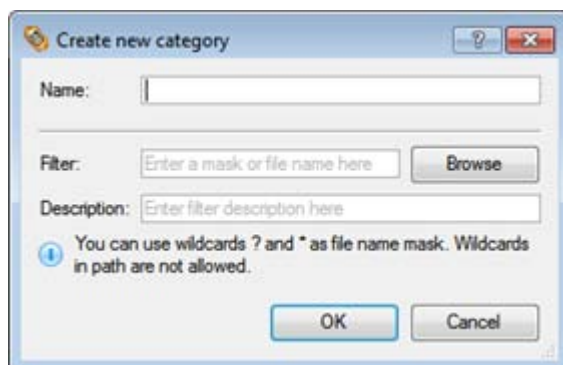 Create new category
Name:
Filter: Enter a mask or file name here Browse
Description: Enter filter description here
You can use wildcards ? and * as file name mask. Wildcards
in path are not allowed.
OK Cancel